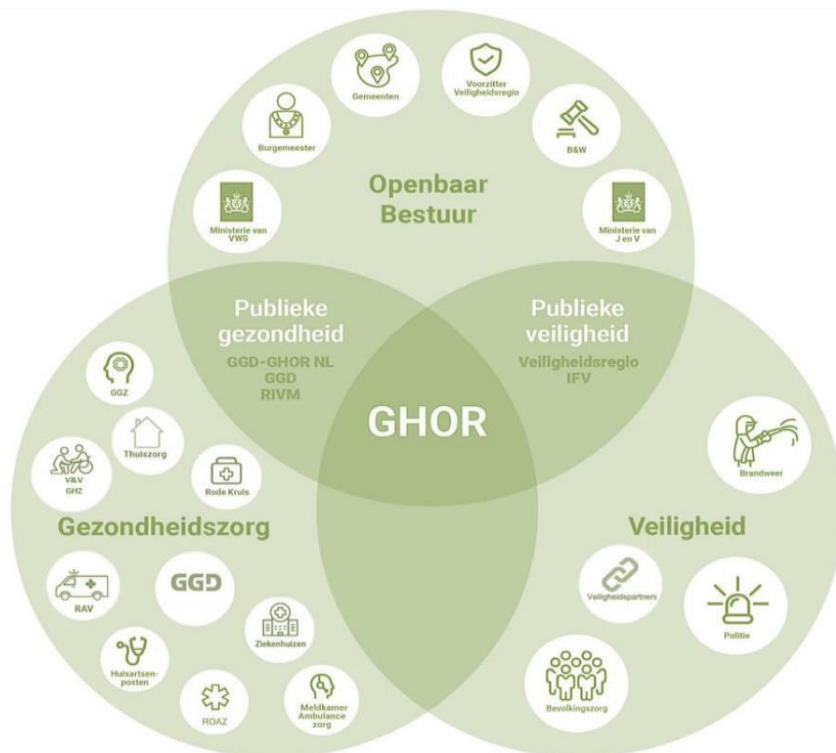 Gemeenten
Voorzitter
Veiligheidsregio
Burgemeester
B&W
Openbaar
Bestuur
Ministerie van
VWS
Ministerie van
J en V
Publieke
gezondheid
GGD-GHOR NL
GGD
RIVM
Publieke
veiligheid
Veiligheidsregio
IFV
GHOR
GGZ
Thuiszorg
V&V
GHZ
Rode Kruis
Gezondheidszorg
RAV
GGD
Ziekenhuizen
Huisartsen-
posten
ROAZ
Meldkamer
Ambulance
zorg
Brandweer
Veiligheid
Veiligheidspartners
Politie
Bevolkingszorg